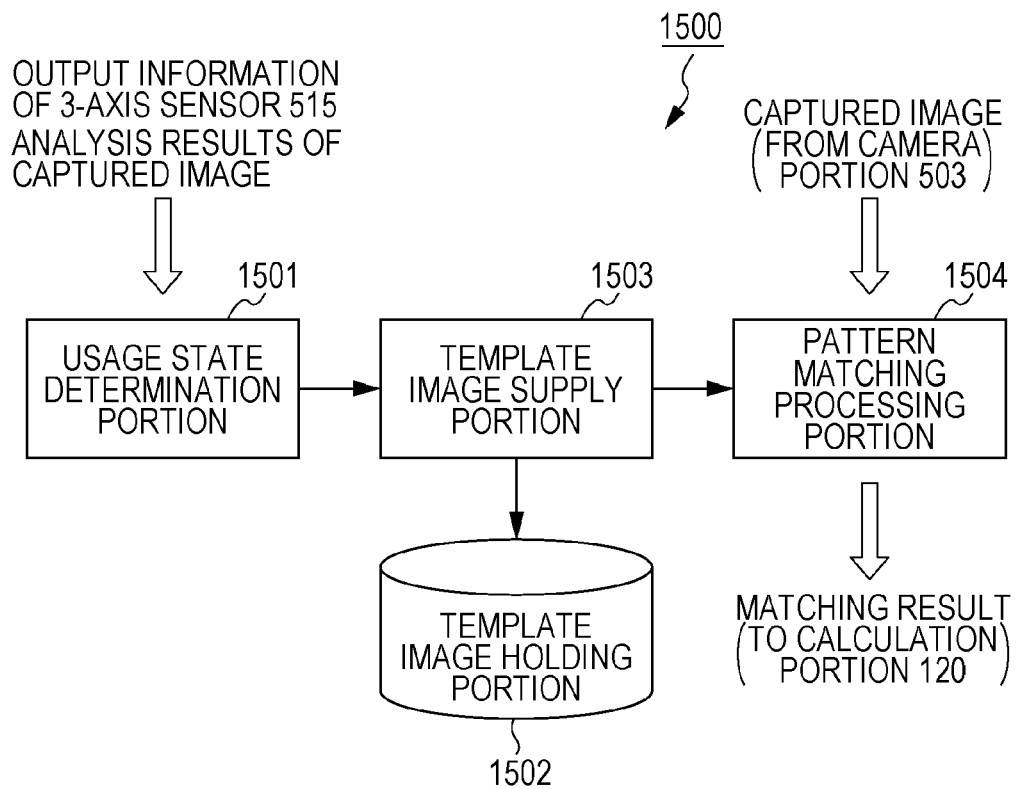 1500
OUTPUT INFORMATION
OF 3-AXIS SENSOR 515
ANALYSIS RESULTS OF
CAPTURED IMAGE
CAPTURED IMAGE
(FROM CAMERA
PORTION 503)
1501
1503
1504
USAGE STATE
DETERMINATION
PORTION
TEMPLATE
IMAGE SUPPLY
PORTION
PATTERN
MATCHING
PROCESSING
PORTION
TEMPLATE
IMAGE HOLDING
PORTION
MATCHING RESULT
(TO CALCULATION
PORTION 120)
1502